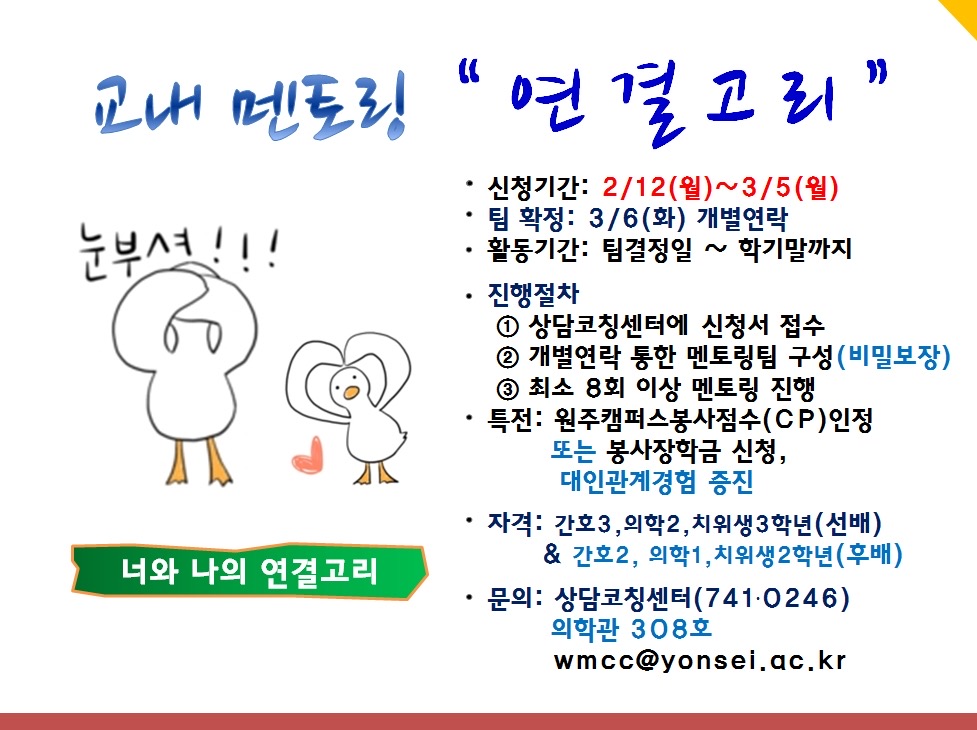 교내 멘토링 “연결고리”
· 신청기간: 2/12(월)~3/5(월)
· 팀 확정: 3/6(화) 개별연락
· 활동기간: 팀결정일 ~ 학기말까지
눈부셔!!!
· 진행절차
① 상담코칭센터에 신청서 접수
② 개별연락 통한 멘토링팀 구성(비밀보장)
③ 최소 8회 이상 멘토링 진행
· 특전: 원주캠퍼스봉사점수(CP)인정
또는 봉사장학금 신청,
대인관계경험 증진
· 자격: 간호3,의학2,치위생3학년(선배)
& 간호2, 의학1,치위생2학년(후배)
너와 나의 연결고리
· 문의: 상담코칭센터(741·0246)
의학관 308호
wmcc@yonsei.ac.kr